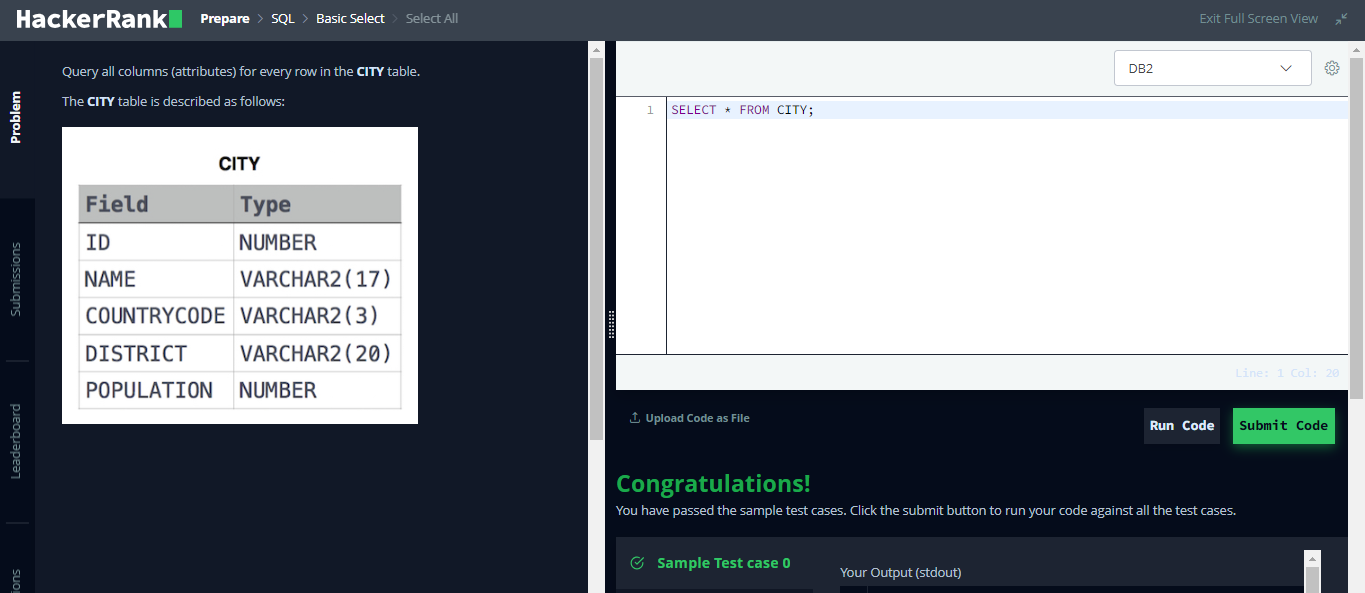 HackerRank
Prepare > SQL > Basic Select > Select All
Exit Full Screen View
Problem
Submissions
Leaderboard
Query all columns (attributes) for every row in the CITY table.
The CITY table is described as follows:
CITY
Field Type
ID NUMBER
NAME VARCHAR2(17)
COUNTRYCODE VARCHAR2(3)
DISTRICT VARCHAR2(20)
POPULATION NUMBER
DB2
1 SELECT * FROM CITY;
Line: 1 Col: 20
Upload Code as File
Run Code
Submit Code
Congratulations!
You have passed the sample test cases. Click the submit button to run your code against all the test cases.
Sample Test case 0
Your Output (stdout)